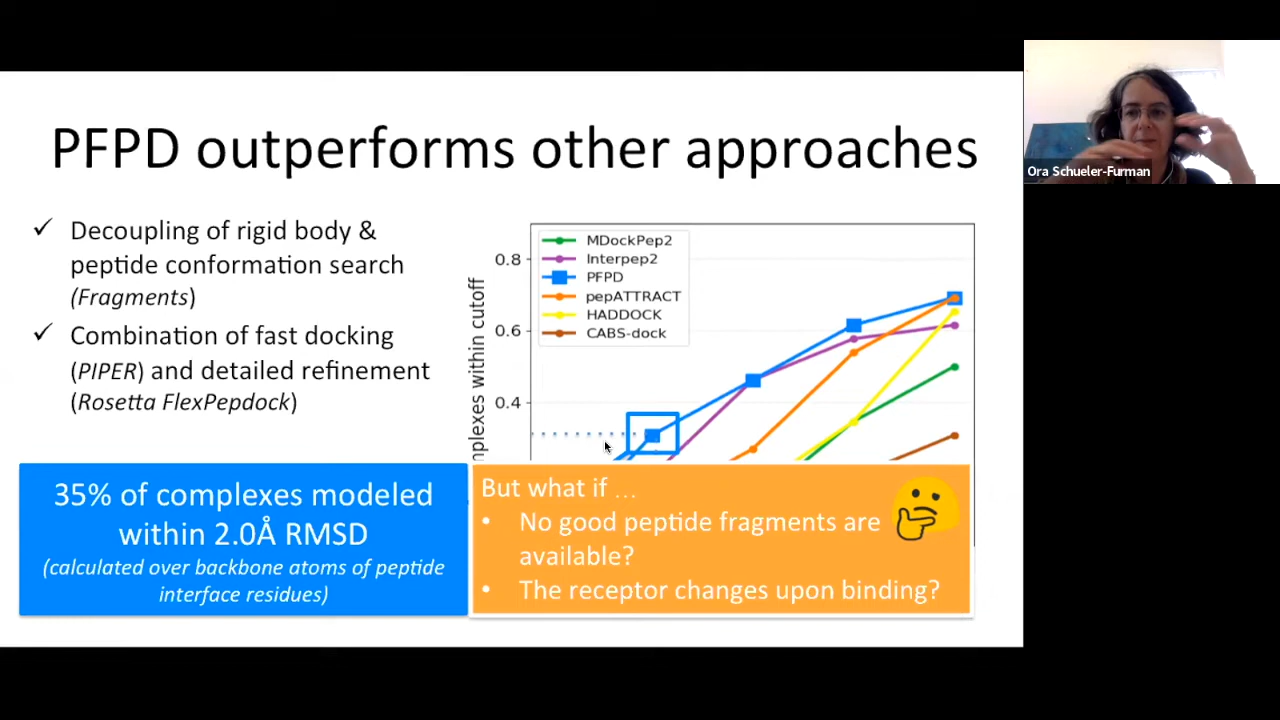 PFPD outperforms other approaches
✓ Decoupling of rigid body &
peptide conformation search
(Fragments)
✓ Combination of fast docking
(PIPER) and detailed refinement
(Rosetta FlexPepdock)
35% of complexes modeled
within 2.0Å RMSD
(calculated over backbone atoms of peptide
interface residues)
within cutoff
0.8
0.6
0.4
MDockPep2
Interpep2
PFPD
pepATTRACT
HADDOCK
CABS-dock
But what if …
• No good peptide fragments are
available?
• The receptor changes upon binding?
Ora Schueler-Furman